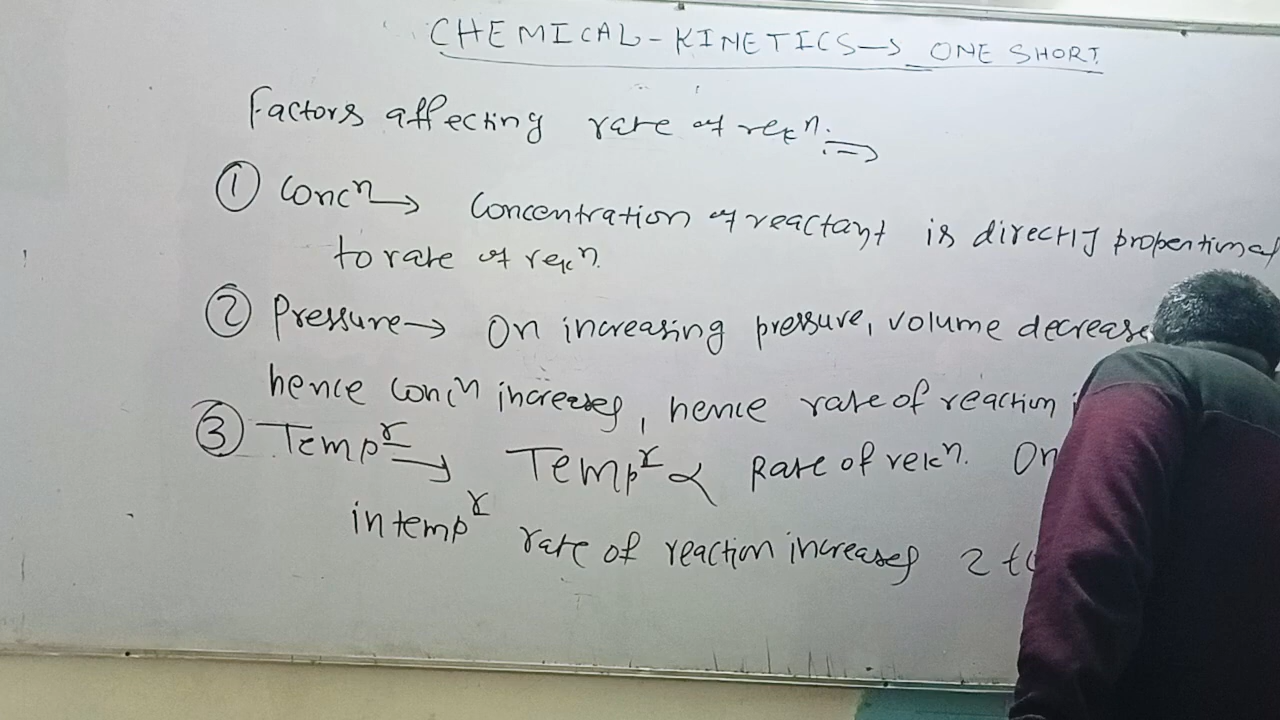 CHEMICAL-KINETICS→ ONE SHORT
Factors affecting rate of rexⁿ. :⇒
① Concⁿ→ Concentration of reactant is directly propertional
to rate of rexⁿ.
② Pressure→ On increasing pressure, volume decrease
hence concⁿ increases, hence rate of reaction
③ Tempʳ→ Tempʳ ∝ Rate of rexⁿ. On
in tempʳ rate of reaction increases 2 to